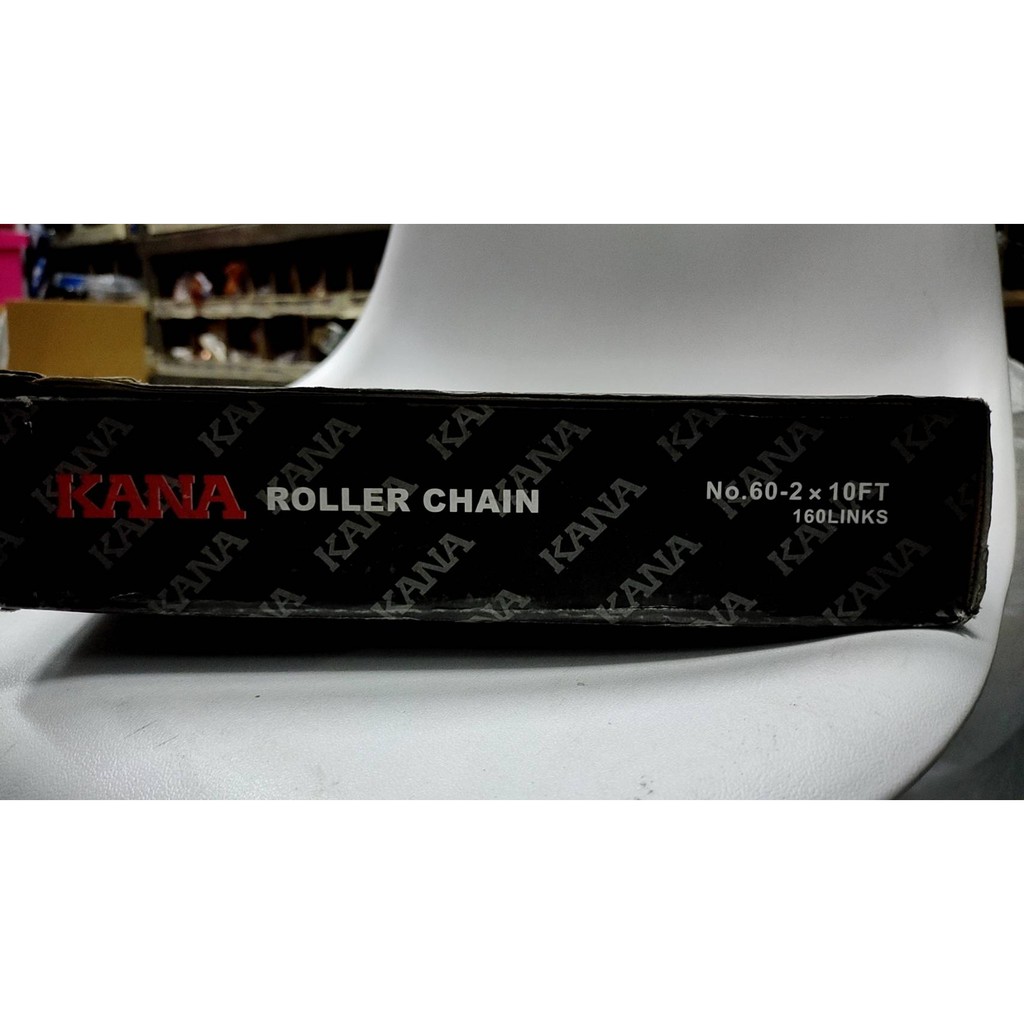 KANA ROLLER CHAIN No.60-2×10FT
160LINKS